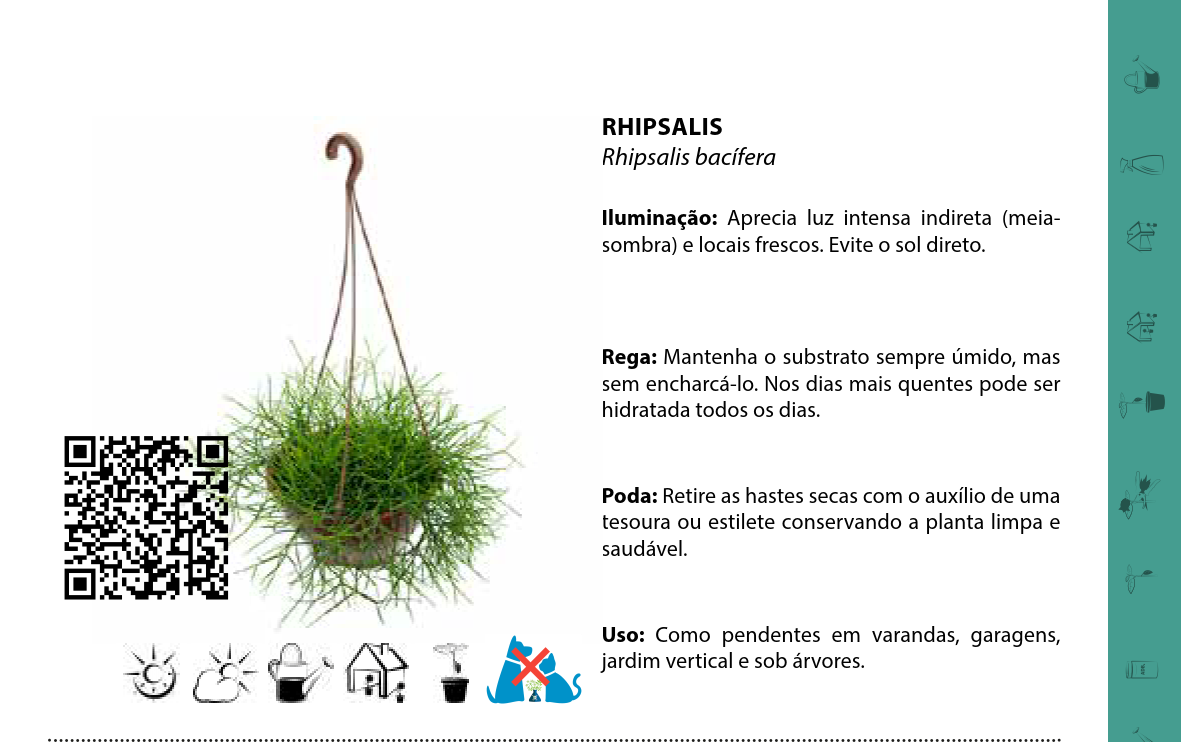 RHIPSALIS
Rhipsalis bacífera
Iluminação: Aprecia luz intensa indireta (meia-
sombra) e locais frescos. Evite o sol direto.
Rega: Mantenha o substrato sempre úmido, mas
sem encharcá-lo. Nos dias mais quentes pode ser
hidratada todos os dias.
Poda: Retire as hastes secas com o auxílio de uma
tesoura ou estilete conservando a planta limpa e
saudável.
Uso: Como pendentes em varandas, garagens,
jardim vertical e sob árvores.